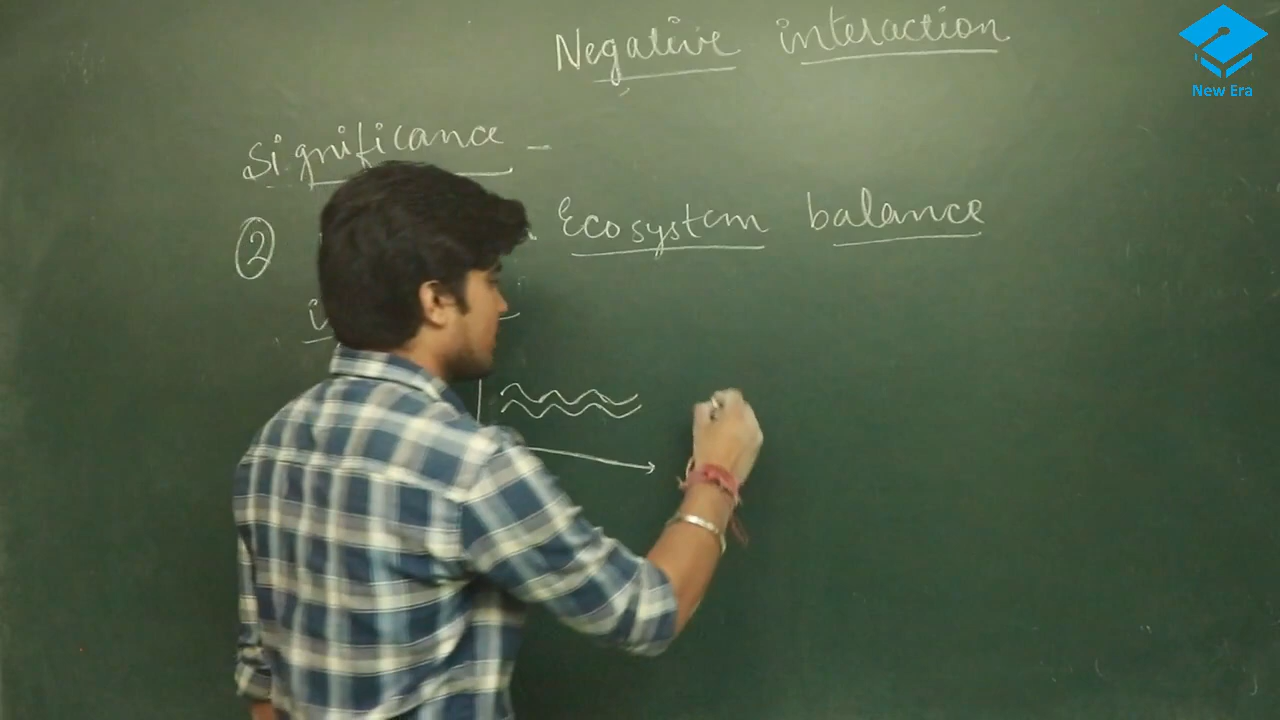 Negative interaction
New Era
Significance -
② Ecosystem balance